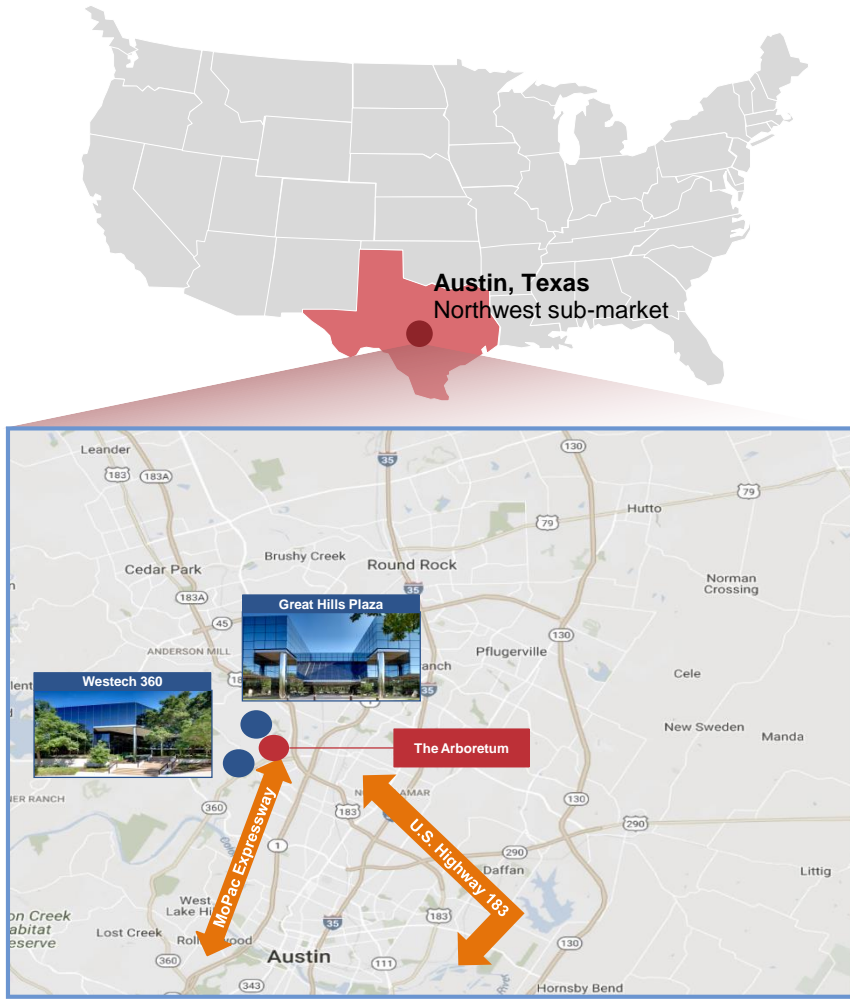 Austin, Texas
Northwest sub-market
Leander
130
35
183
183A
79
Hutto
79
Brushy Creek
Round Rock
Cedar Park
35
Norman
Crossing
183A
Great Hills Plaza
45
130
ANDERSON MILL
Pflugerville
Cele
Westech 360
35
New Sweden
Manda
The Arboretum
360
183
130
290
MoPac Expressway
U.S. Highway 183
1
290
Daffan
Littig
West
Lake Hi
183
Lost Creek
35
130
Austin
360
111
343
Hornsby Bend